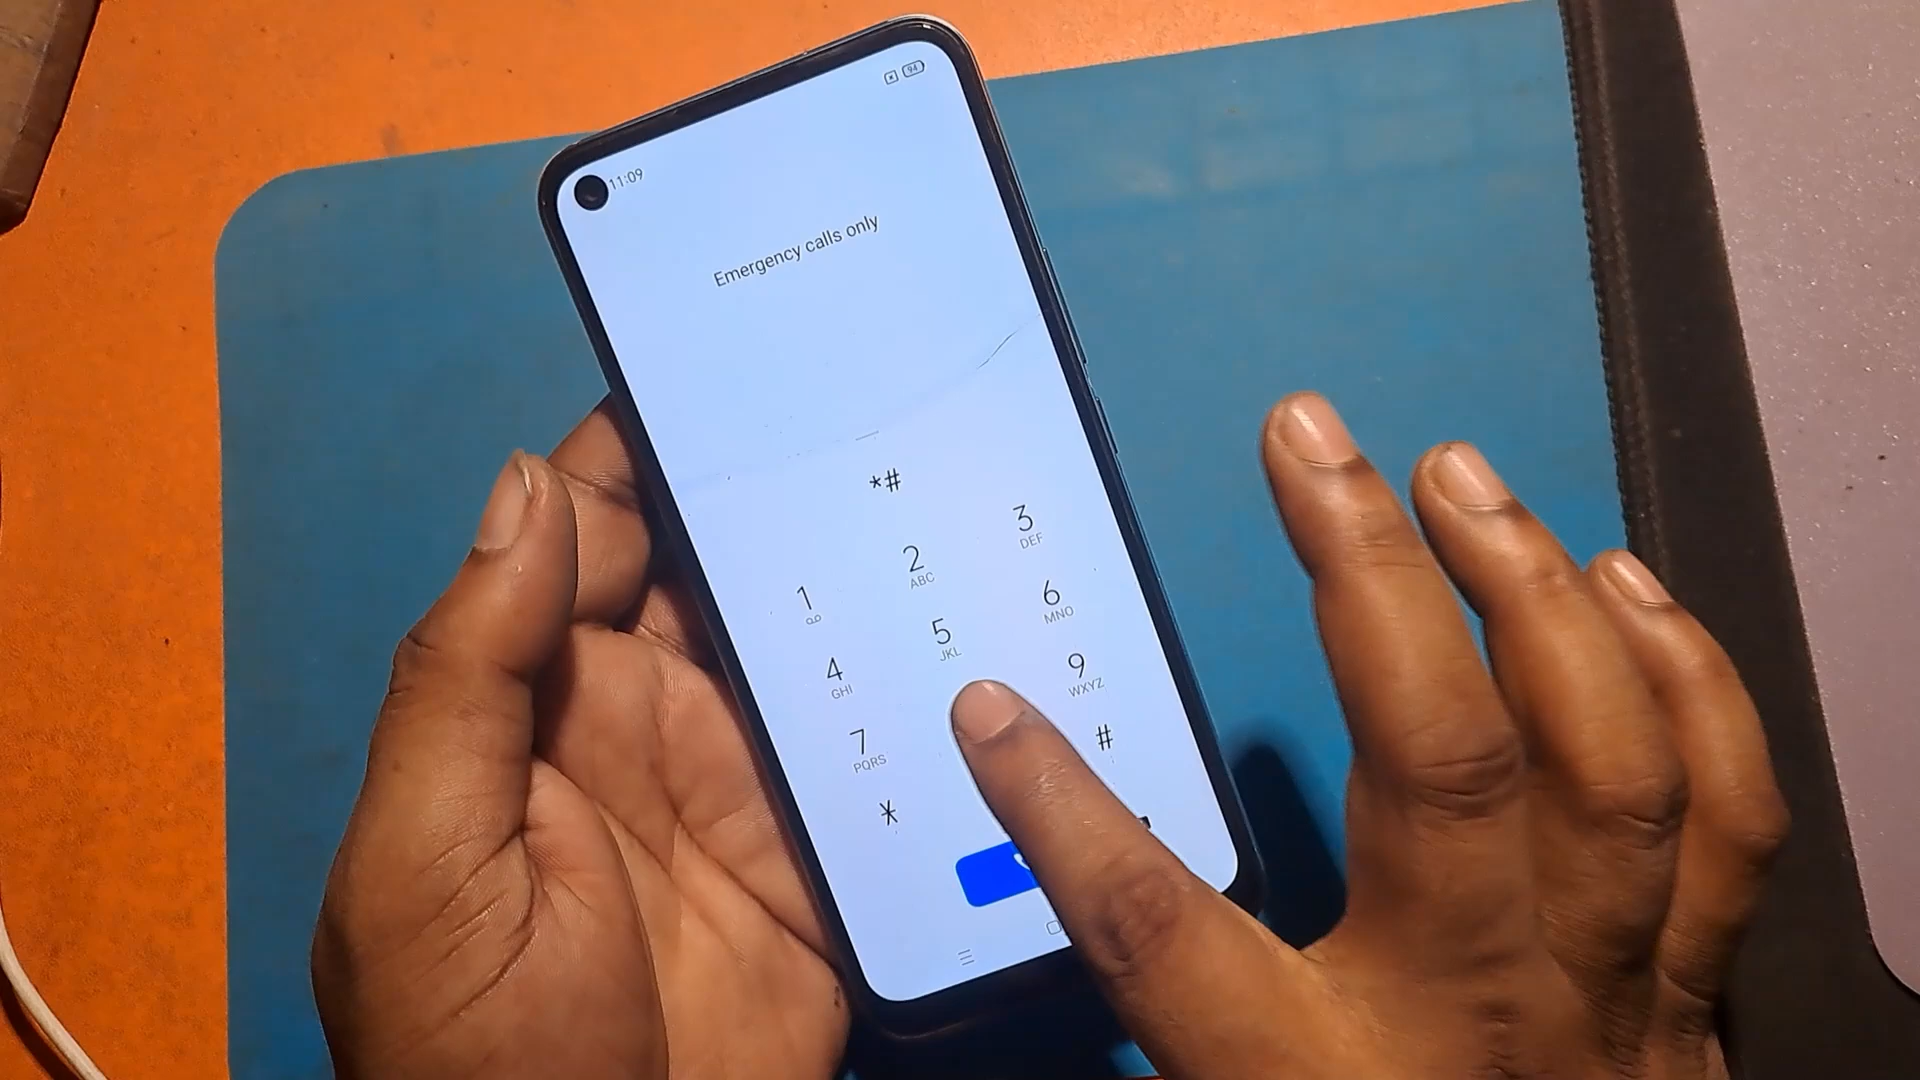 11:09
94
Emergency calls only
*#
1
2
ABC
3
DEF
4
GHI
5
JKL
6
MNO
7
PQRS
9
WXYZ
*
#